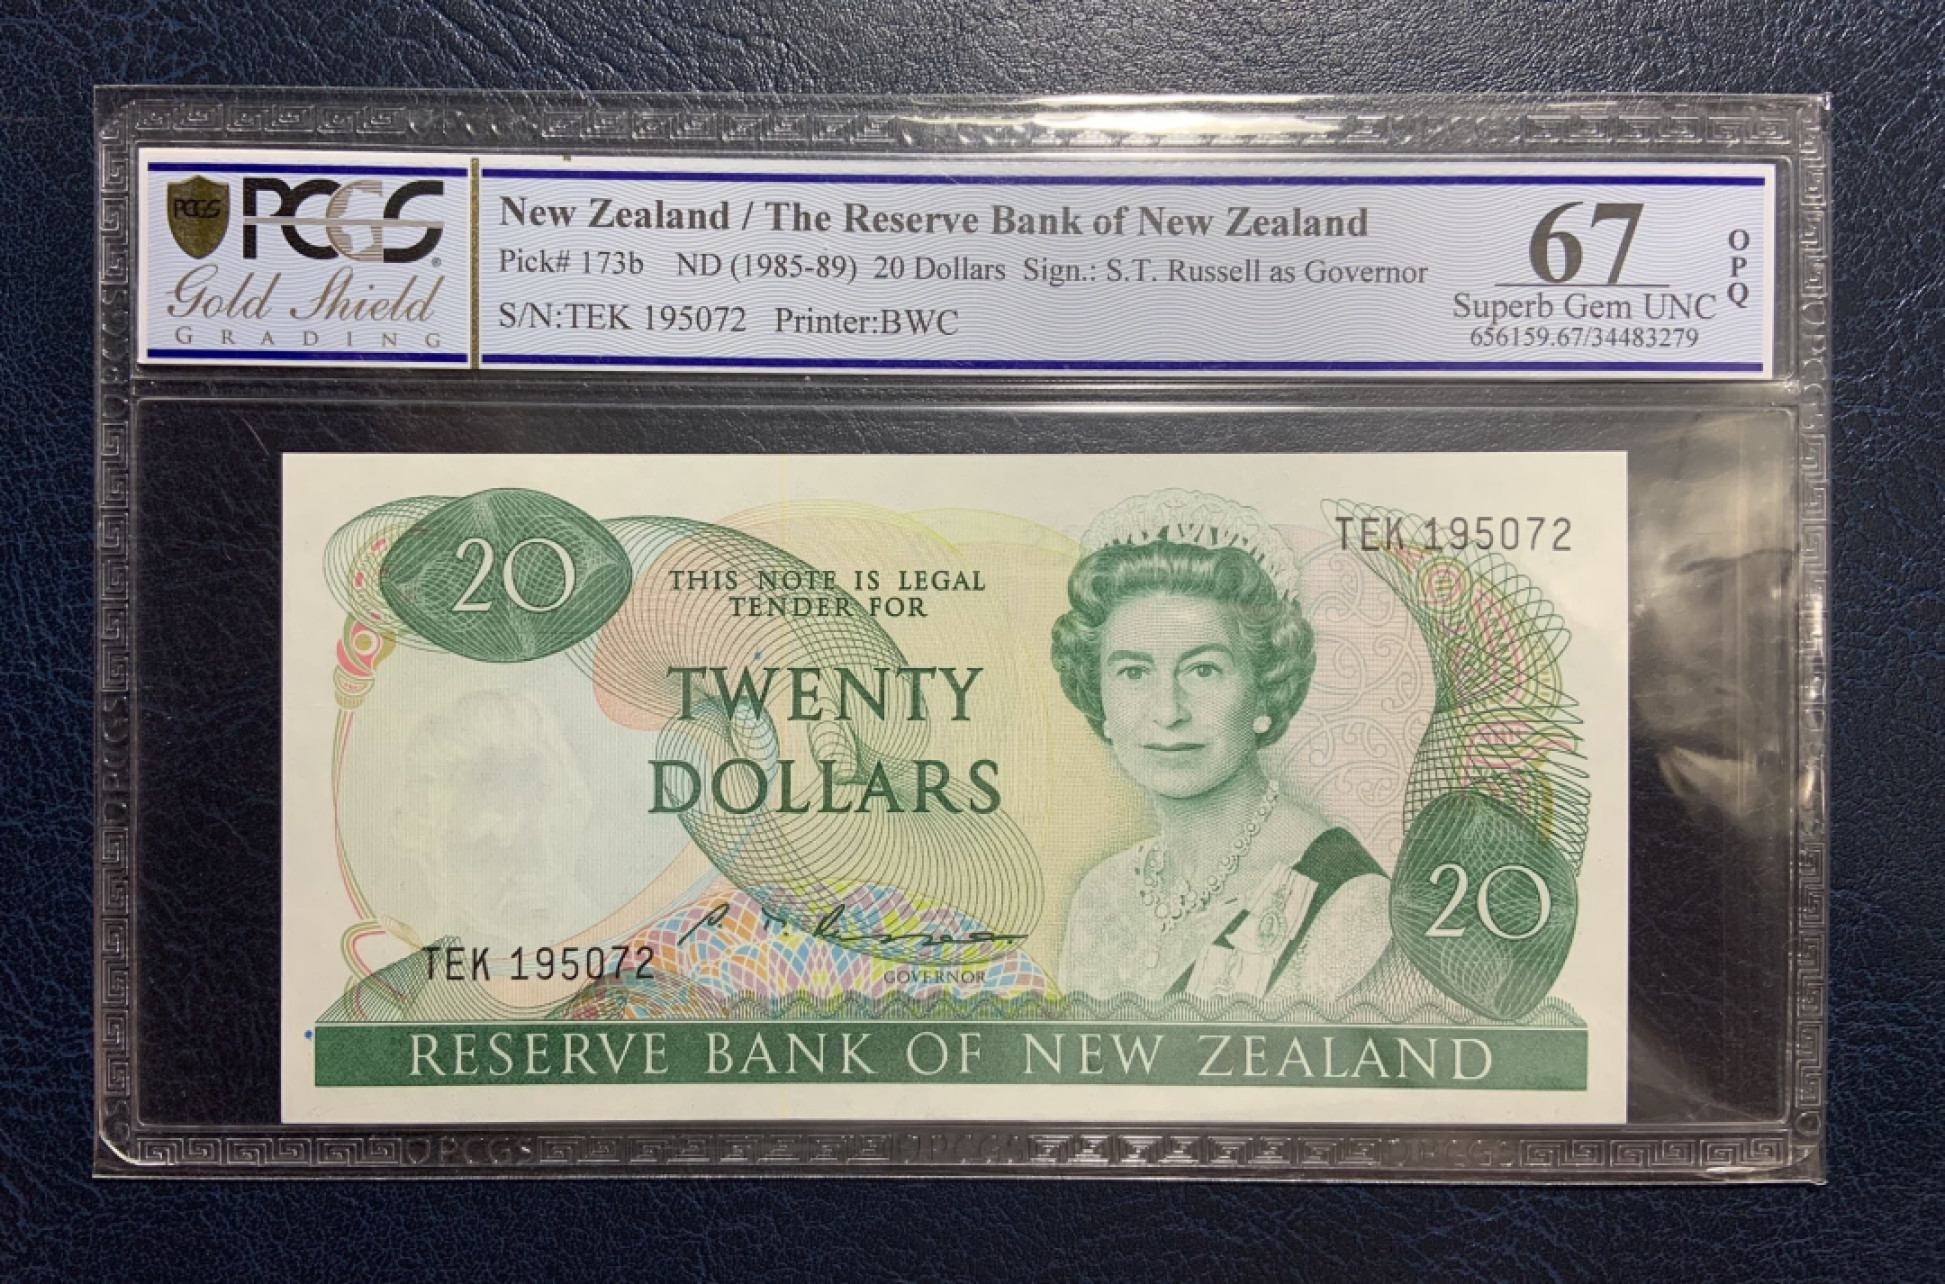 PCGS
PCGS
Gold Shield
GRADING
New Zealand / The Reserve Bank of New Zealand
Pick# 173b ND (1985-89) 20 Dollars Sign.: S.T. Russell as Governor
S/N:TEK 195072 Printer:BWC
67
Superb Gem UNC
656159.67/34483279
OPQ
20
THIS NOTE IS LEGAL
TENDER FOR
TWENTY
DOLLARS
TEK 195072
TEK 195072
GOVERNOR
20
RESERVE BANK OF NEW ZEALAND
PCGS